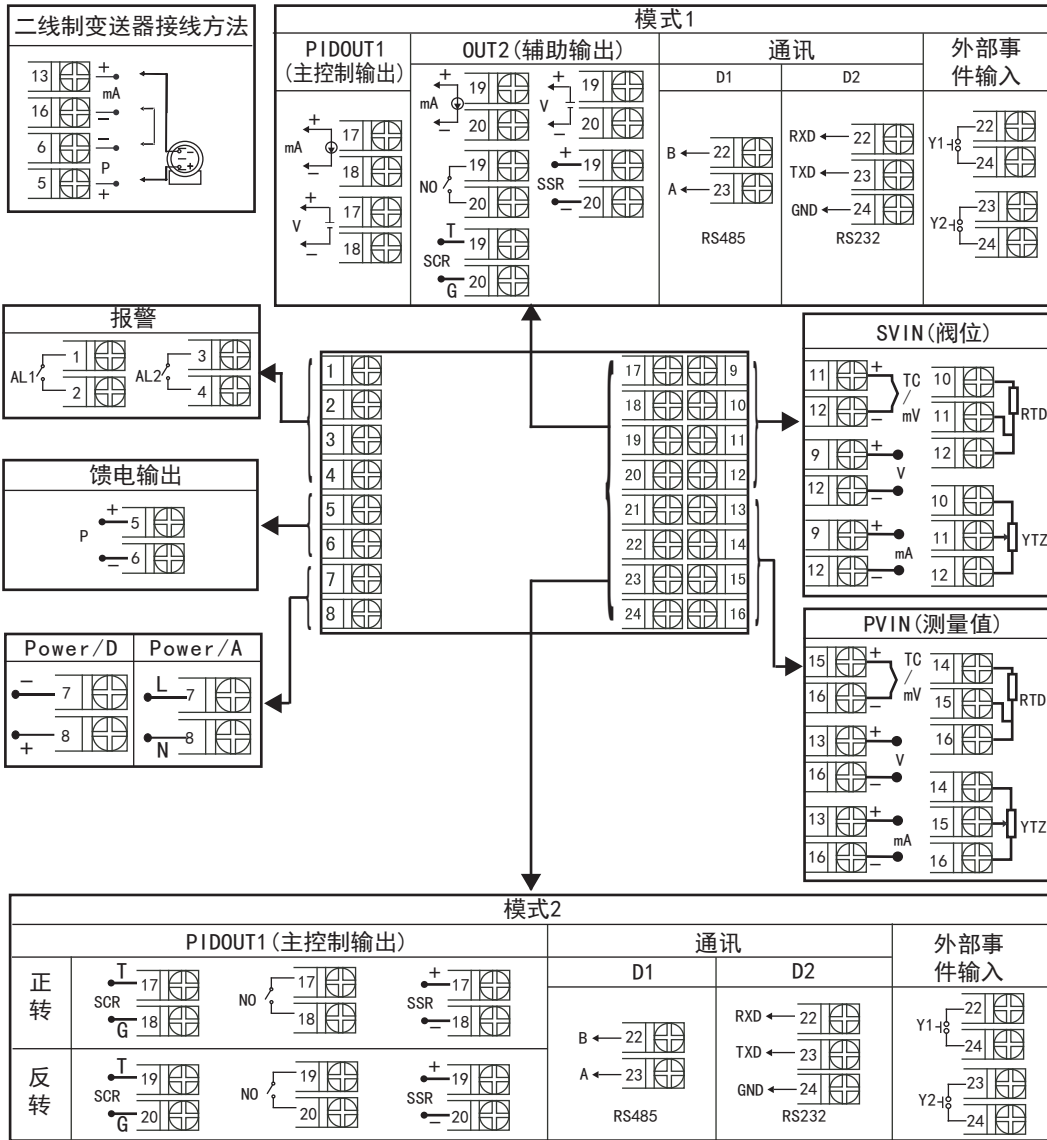 二线制变送器接线方法
13 +
mA
16 −
6 −
P
5 +
模式1
PIDOUT1
(主控制输出)
OUT2(辅助输出)
通讯
外部事
件输入
D1
D2
+
mA
17
−
18
+
V
17
−
18
+
mA
19
−
20
+
V
19
−
20
NO
19
20
+
19
SSR
−
20
T
19
SCR
G
20
B
22
A
23
RS485
RXD
22
TXD
23
GND
24
RS232
Y1
22
24
Y2
23
24
报警
AL1
1
2
AL2
3
4
馈电输出
+
5
P
−
6
Power/D
Power/A
−
7
+
8
L
7
N
8
1
2
3
4
5
6
7
8
17 9
18 10
19 11
20 12
21 13
22 14
23 15
24 16
SVIN(阀位)
11 +
TC
/
mV
12 −
10
11
RTD
12
9 +
V
12 −
9 +
mA
12 −
10
11
YTZ
12
PVIN(测量值)
15 +
TC
/
mV
16 −
14
15
RTD
16
13 +
V
16 −
13 +
mA
16 −
14
15
YTZ
16
模式2
PIDOUT1(主控制输出)
通讯
外部事
件输入
D1
D2
正
转
T
17
SCR
G
18
NO
17
18
+
17
SSR
−
18
反
转
T
19
SCR
G
20
NO
19
20
+
19
SSR
−
20
B
22
A
23
RS485
RXD
22
TXD
23
GND
24
RS232
Y1
22
24
Y2
23
24